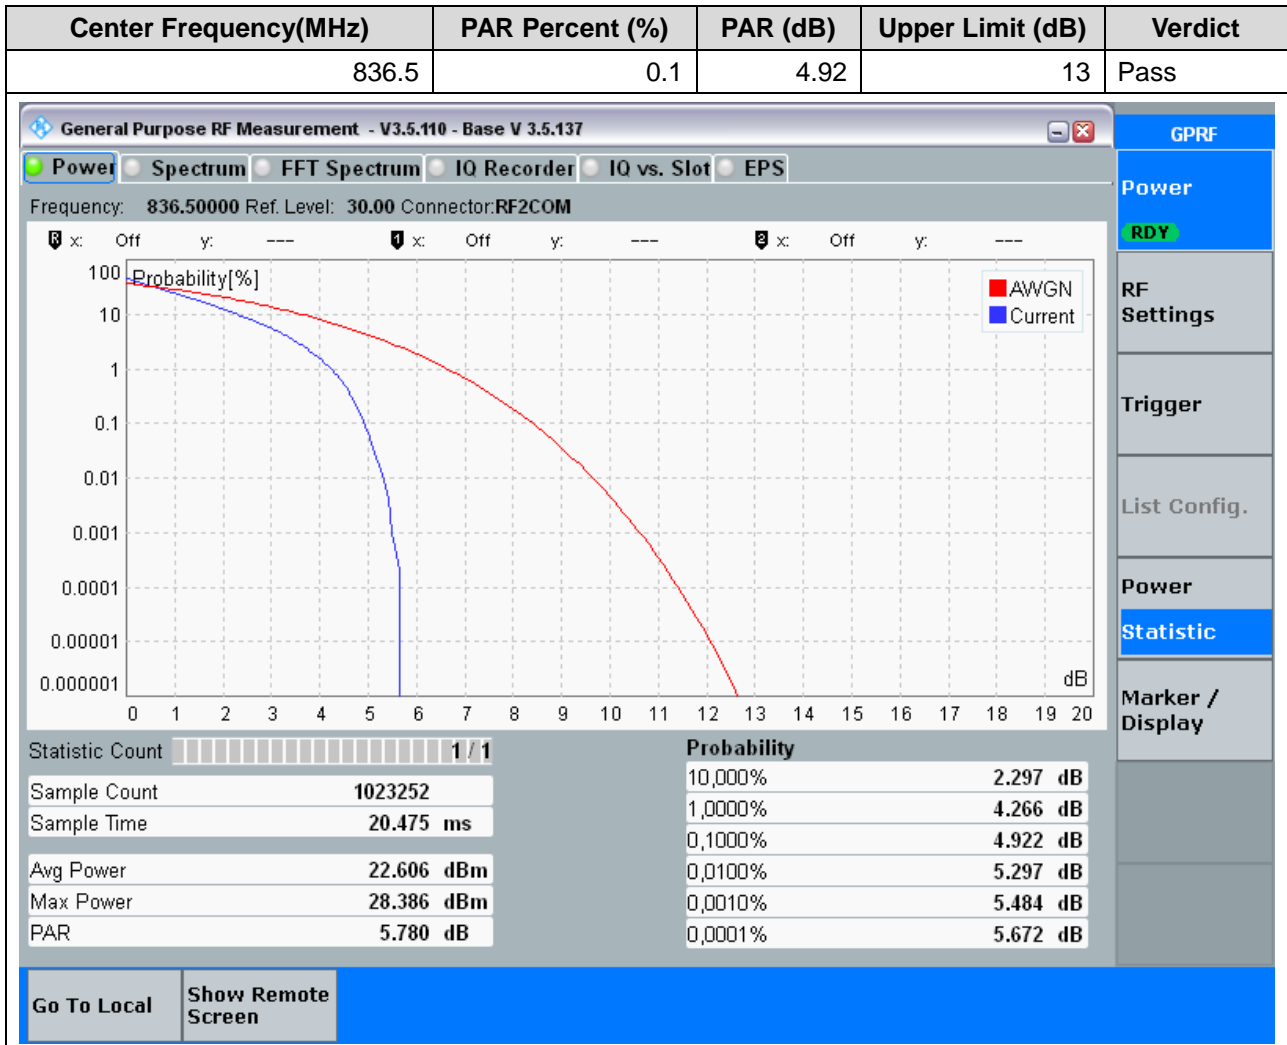 Center Frequency(MHz) PAR Percent (%) PAR (dB) Upper Limit (dB) Verdict
836.5 0.1 4.92 13 Pass
General Purpose RF Measurement - V3.5.110 - Base V 3.5.137
GPRF
Power Spectrum FFT Spectrum IQ Recorder IQ vs. Slot EPS
Power
RDY
Frequency: 836.50000 Ref. Level: 30.00 Connector:RF2COM
R x: Off y: --- 1 x: Off y: --- 2 x: Off y: ---
Probability[%]
AWGN
Current
100
10
1
0.1
0.01
0.001
0.0001
0.00001
0.000001
dB
0 1 2 3 4 5 6 7 8 9 10 11 12 13 14 15 16 17 18 19 20
RF
Settings
Trigger
List Config.
Power
Statistic
Marker /
Display
Statistic Count 1 / 1
Sample Count 1023252
Sample Time 20.475 ms
Avg Power 22.606 dBm
Max Power 28.386 dBm
PAR 5.780 dB
Probability
10,000% 2.297 dB
1,0000% 4.266 dB
0,1000% 4.922 dB
0,0100% 5.297 dB
0,0010% 5.484 dB
0,0001% 5.672 dB
Go To Local
Show Remote
Screen